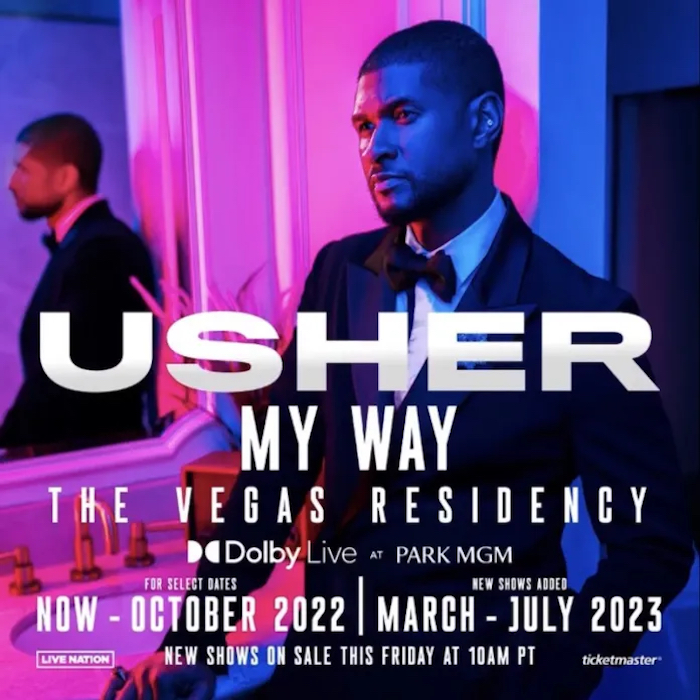 USHER
MY WAY
THE VEGAS RESIDENCY
Dolby Live AT PARK MGM
FOR SELECT DATES
NOW - OCTOBER 2022
NEW SHOWS ADDED
MARCH - JULY 2023
LIVE NATION
NEW SHOWS ON SALE THIS FRIDAY AT 10AM PT
ticketmaster®